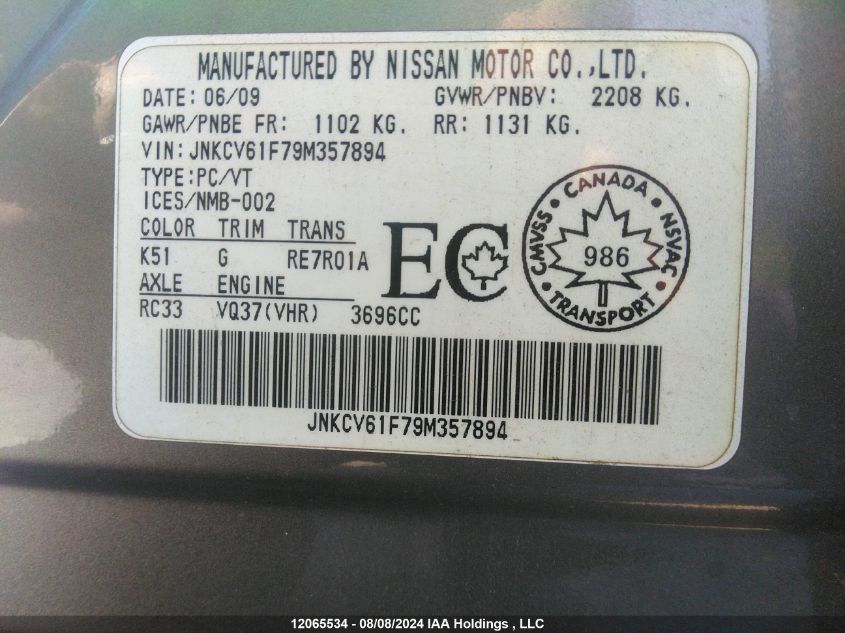 MANUFACTURED BY NISSAN MOTOR CO.,LTD.
DATE: 06/09 GVWR/PNBV: 2208 KG.
GAWR/PNBE FR: 1102 KG. RR: 1131 KG.
VIN: JNKCV61F79M357894
TYPE:PC/VT
ICES/NMB-002
COLOR TRIM TRANS
K51 G RE7R01A
AXLE ENGINE
RC33 VQ37(VHR) 3696CC
EC
CMVSS • CANADA • NSVAC • TRANSPORT •
986
JNKCV61F79M357894
12065534 - 08/08/2024 IAA Holdings , LLC